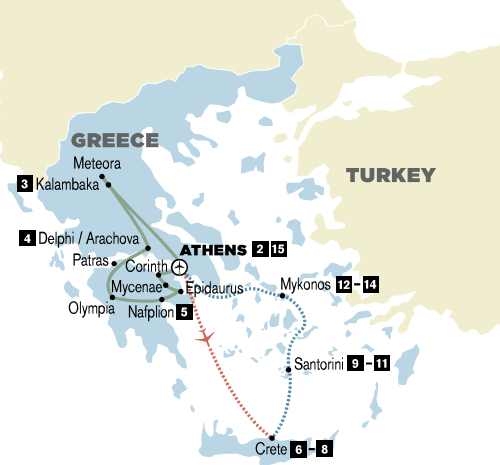 GREECE
Meteora
3 Kalambaka
TURKEY
4 Delphi / Arachova
ATHENS 2 15
Patras
Corinth
Mycenae
Epidaurus
Mykonos 12 – 14
Olympia
Nafplion 5
Santorini 9 – 11
Crete 6 – 8